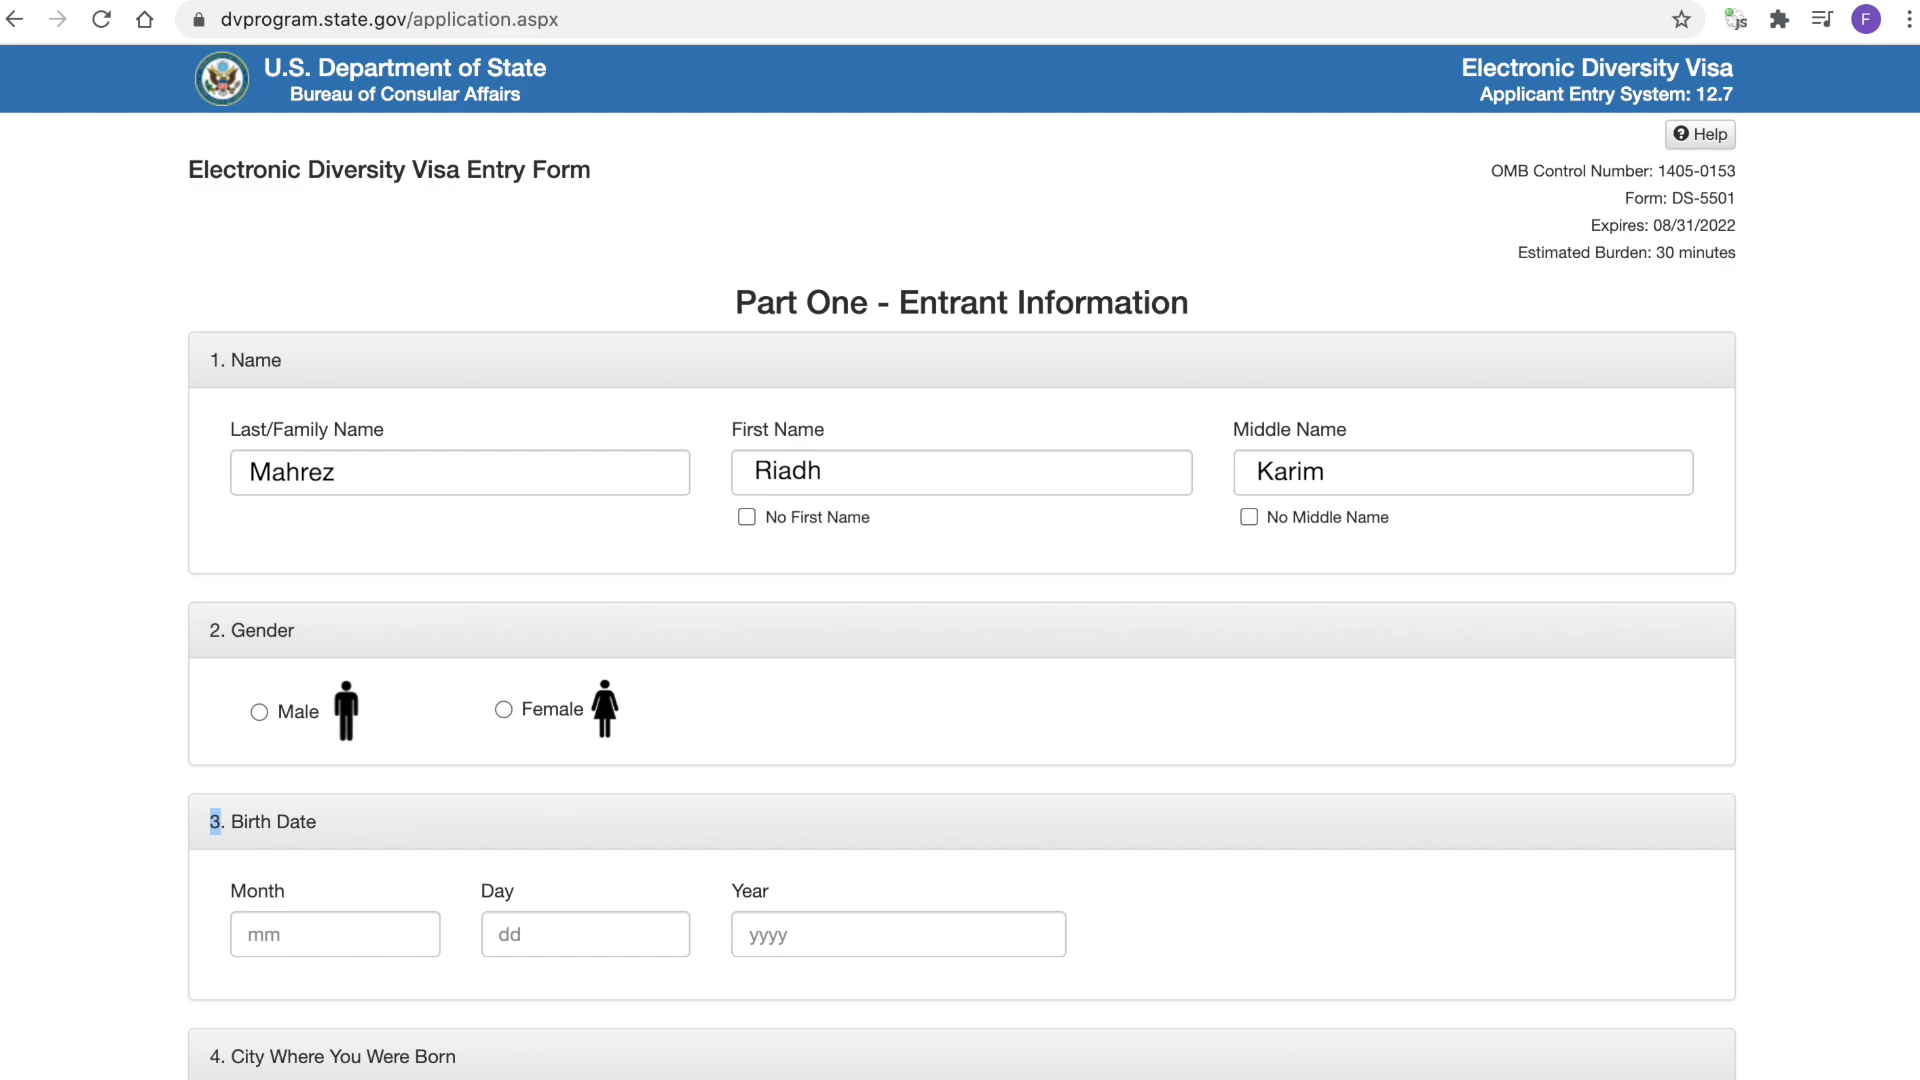 dvprogram.state.gov/application.aspx
JS
F
U.S. Department of State
Bureau of Consular Affairs
Electronic Diversity Visa
Applicant Entry System: 12.7
? Help
Electronic Diversity Visa Entry Form
OMB Control Number: 1405-0153
Form: DS-5501
Expires: 08/31/2022
Estimated Burden: 30 minutes
Part One - Entrant Information
1. Name
Last/Family Name
First Name
Middle Name
Mahrez
Riadh
Karim
No First Name
No Middle Name
2. Gender
Male
Female
3. Birth Date
Month
Day
Year
mm
dd
yyyy
4. City Where You Were Born